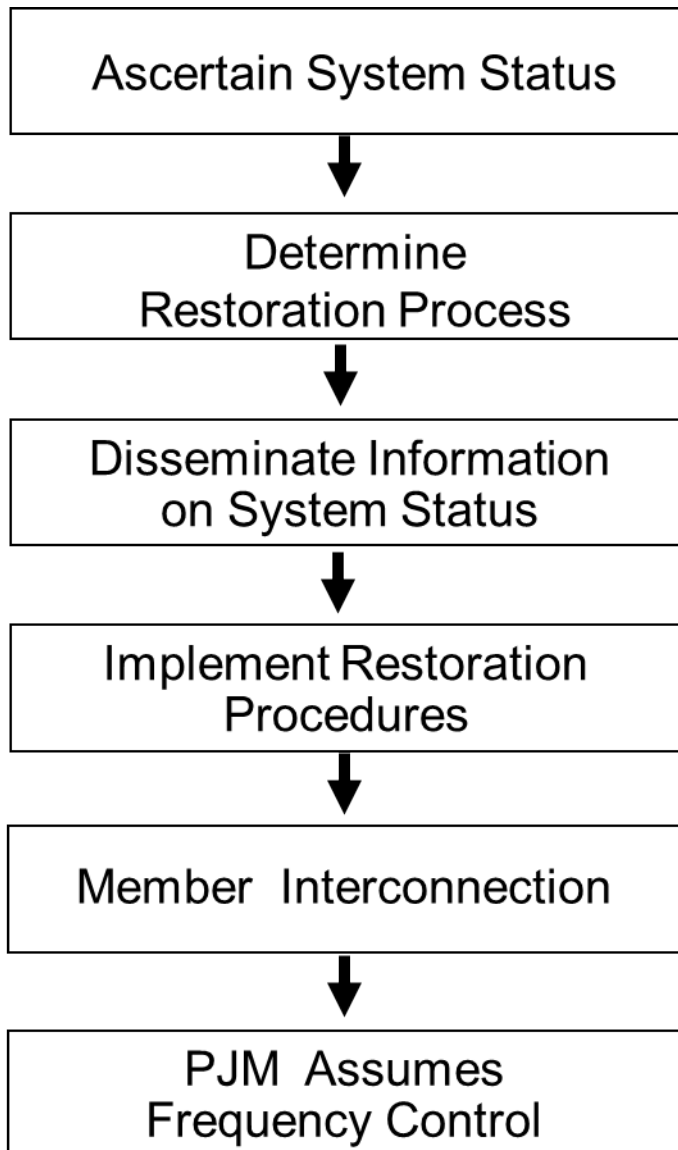 Ascertain System Status
Determine
Restoration Process
Disseminate Information
on System Status
Implement Restoration
Procedures
Member Interconnection
PJM Assumes
Frequency Control